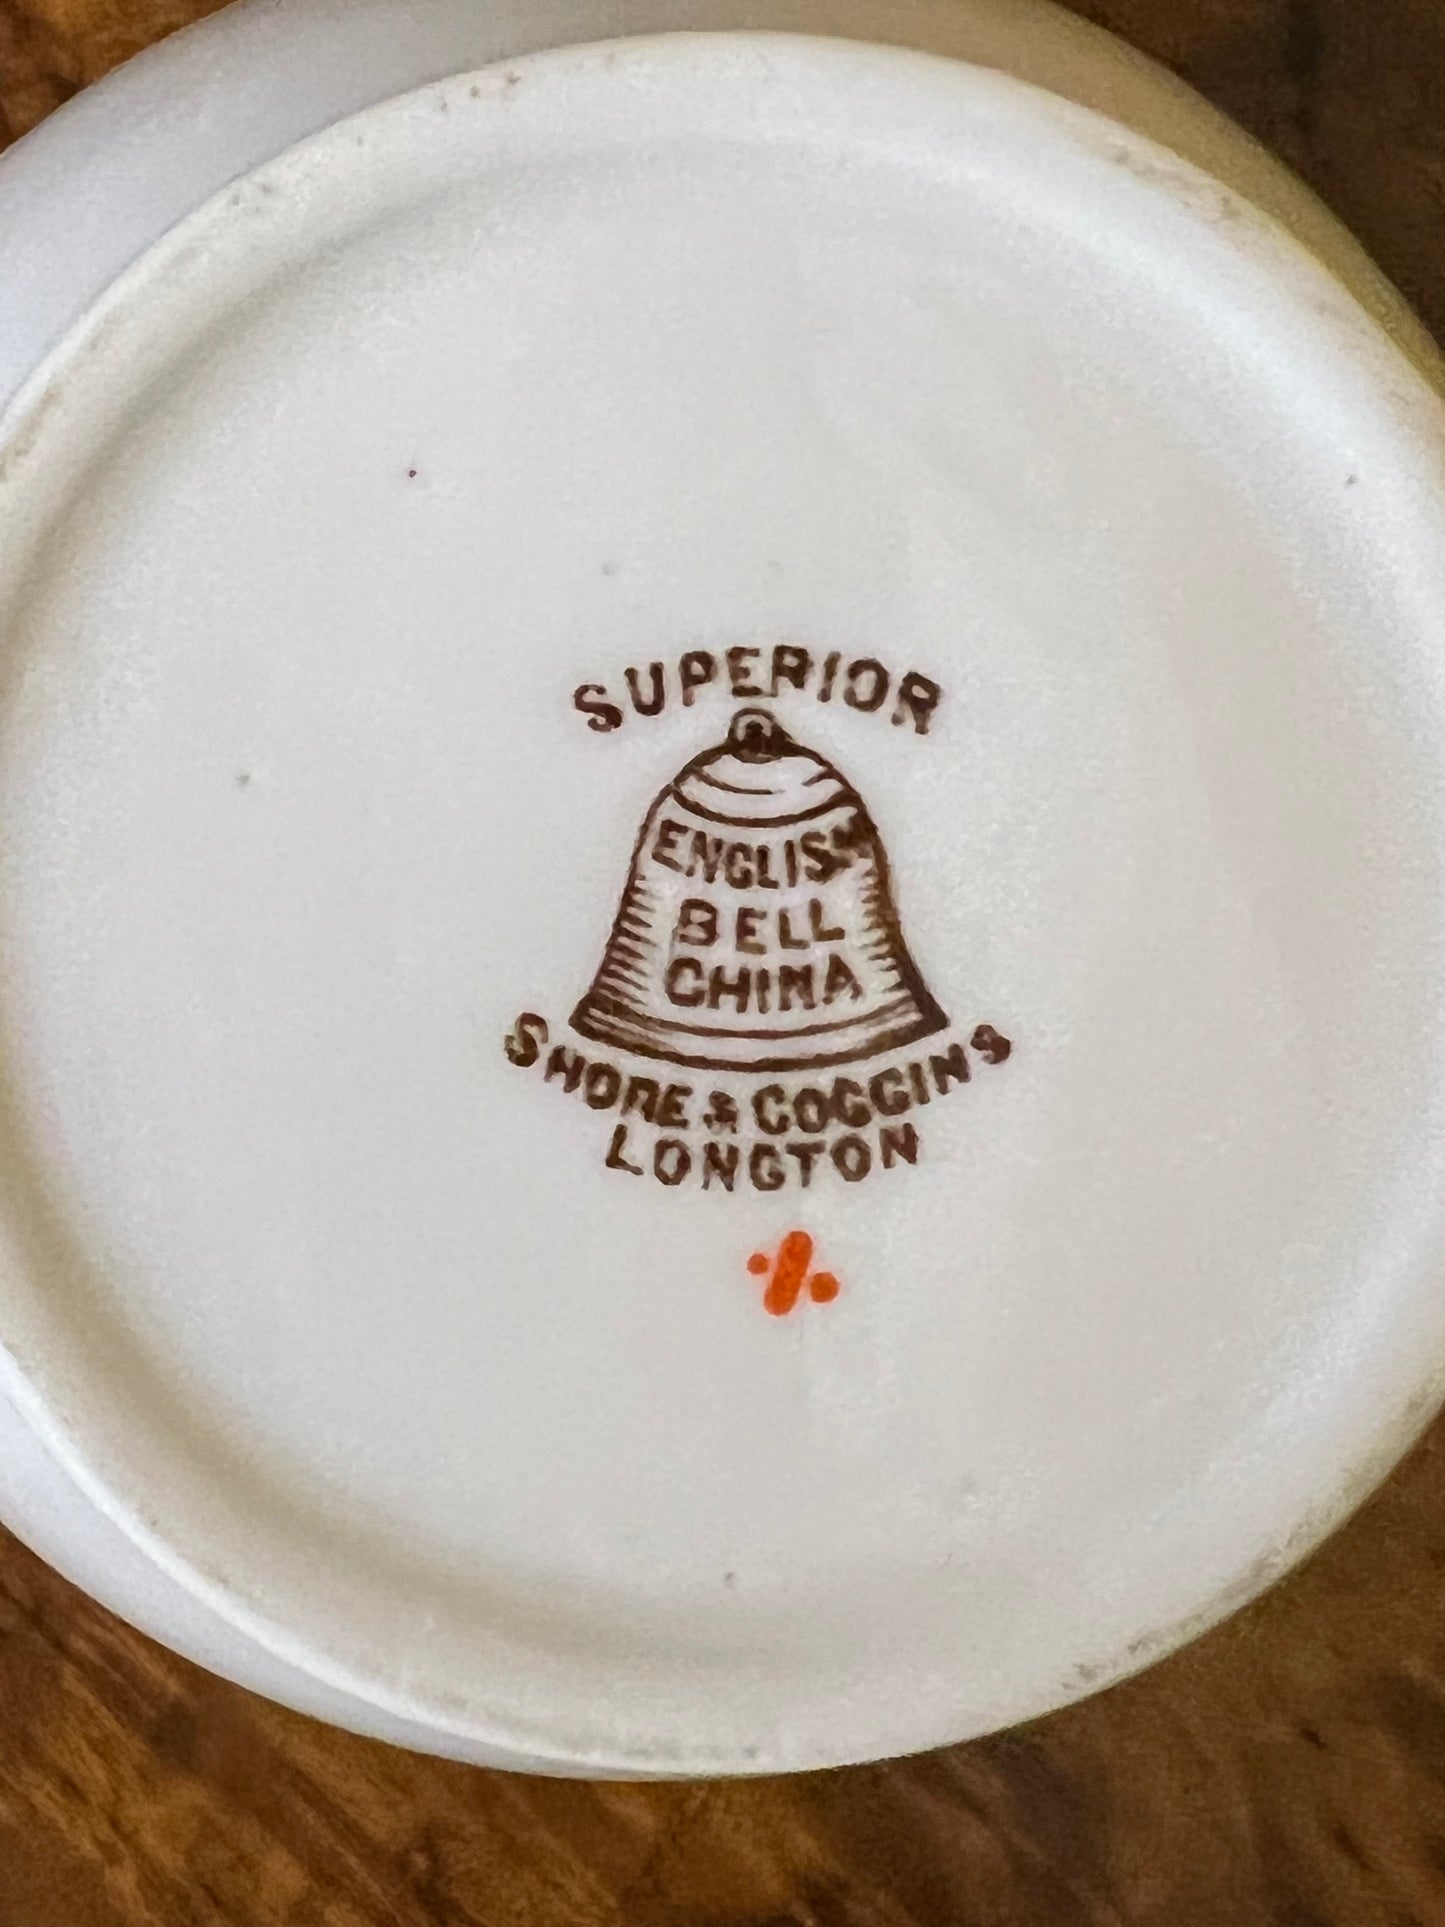 SUPERIOR
ENGLISH
BELL
CHINA
SHORE & COGGINS
LONGTON